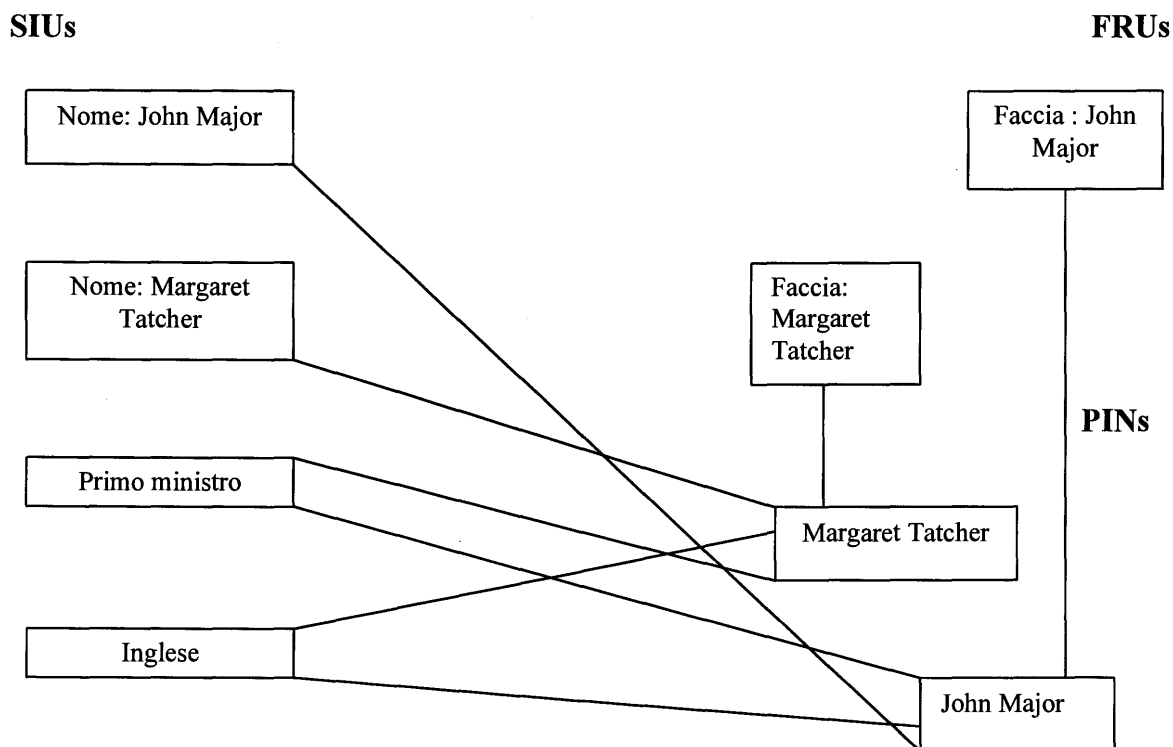 SIUs
FRUs
Nome: John Major
Faccia : John
Major
Nome: Margaret
Tatcher
Faccia:
Margaret
Tatcher
PINs
Primo ministro
Margaret Tatcher
Inglese
John Major